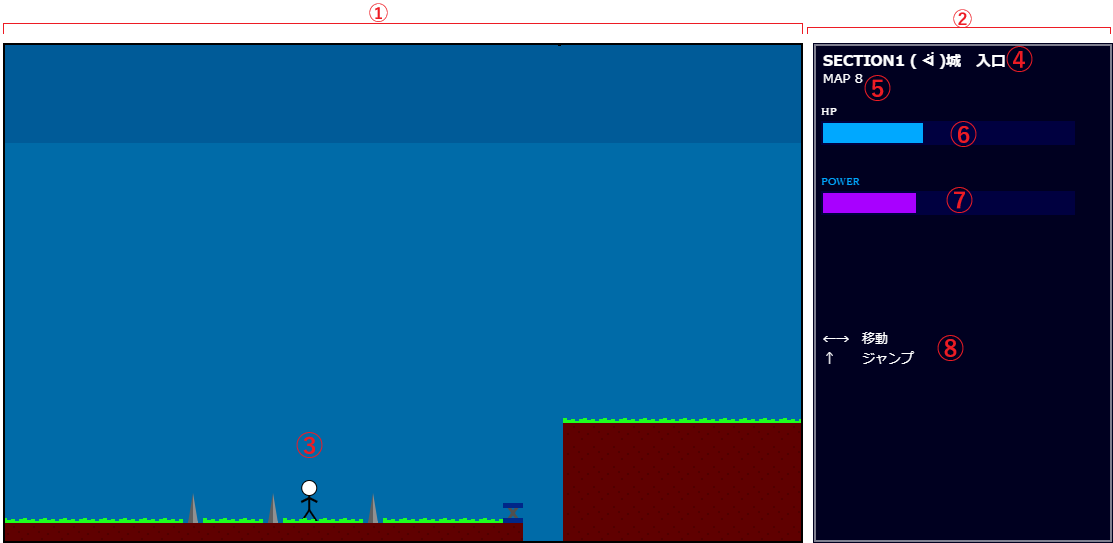 ①
②
③
SECTION1 ( ᐛ )城　入口④
MAP 8
⑤
HP
⑥
POWER
⑦
←→　移動
↑　ジャンプ
⑧